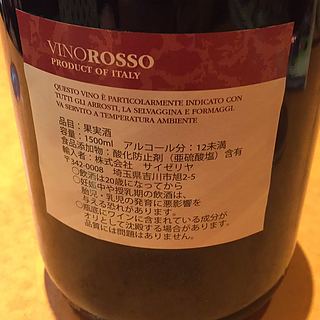 VINOROSSO
PRODUCT OF ITALY
QUESTO VINO È PARTICOLARMENTE INDICATO CON
TUTTI GLI ARROSTI, LA SELVAGGINA E FORMAGGI.
VA SERVITO A TEMPERATURA AMBIENTE
品目：果実酒
容量：1500ml アルコール分：12未満
食品添加物：酸化防止剤（亜硫酸塩）含有
輸入者：株式会社 サイゼリヤ
〒342-0008 埼玉県吉川市旭2-5
○飲酒は20歳になってから
○妊娠中や授乳期の飲酒は、
胎児・乳児の発育に悪影響を
与える恐れがあります。
○瓶底にワインに含まれている成分が
オリとして沈殿する場合があります。
品質には問題はありません。